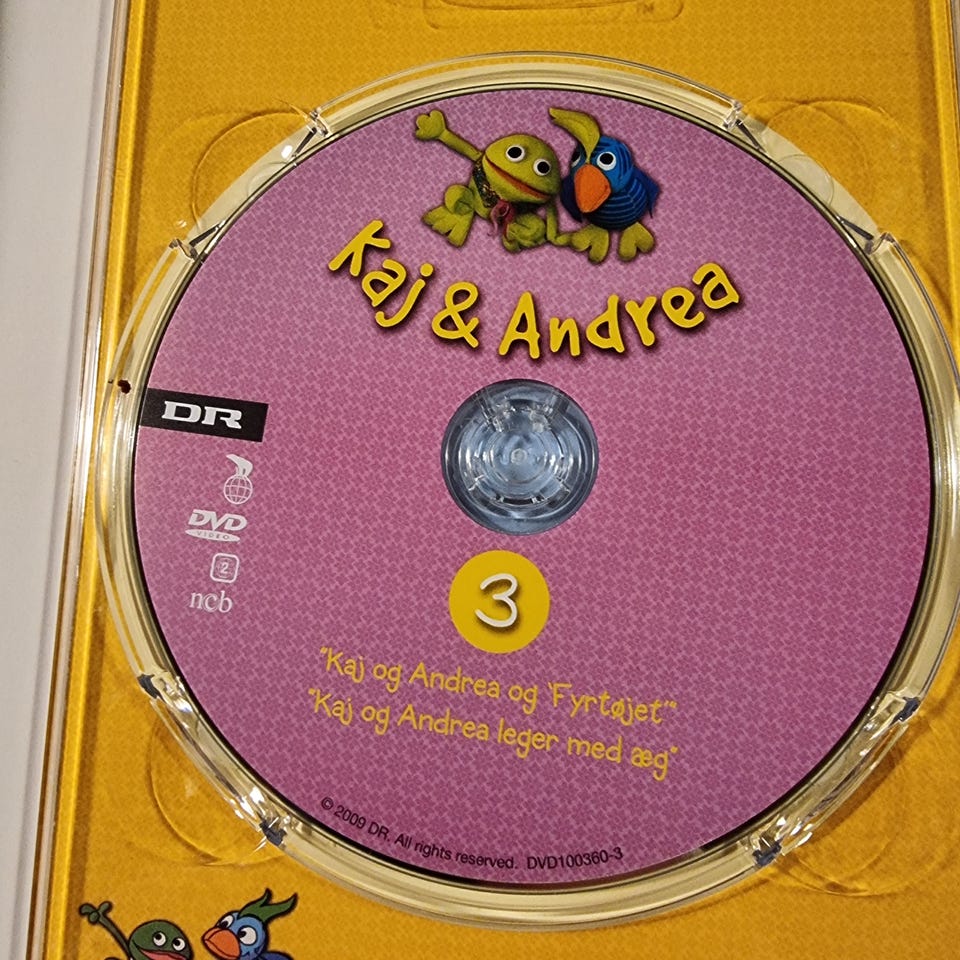 TM
Kaj & Andrea
DR
DVD
VIDEO
2
ncb
3
"Kaj og Andrea og 'Fyrtøjet'"
"Kaj og Andrea leger med æg"
© 2009 DR. All rights reserved. DVD100360-3